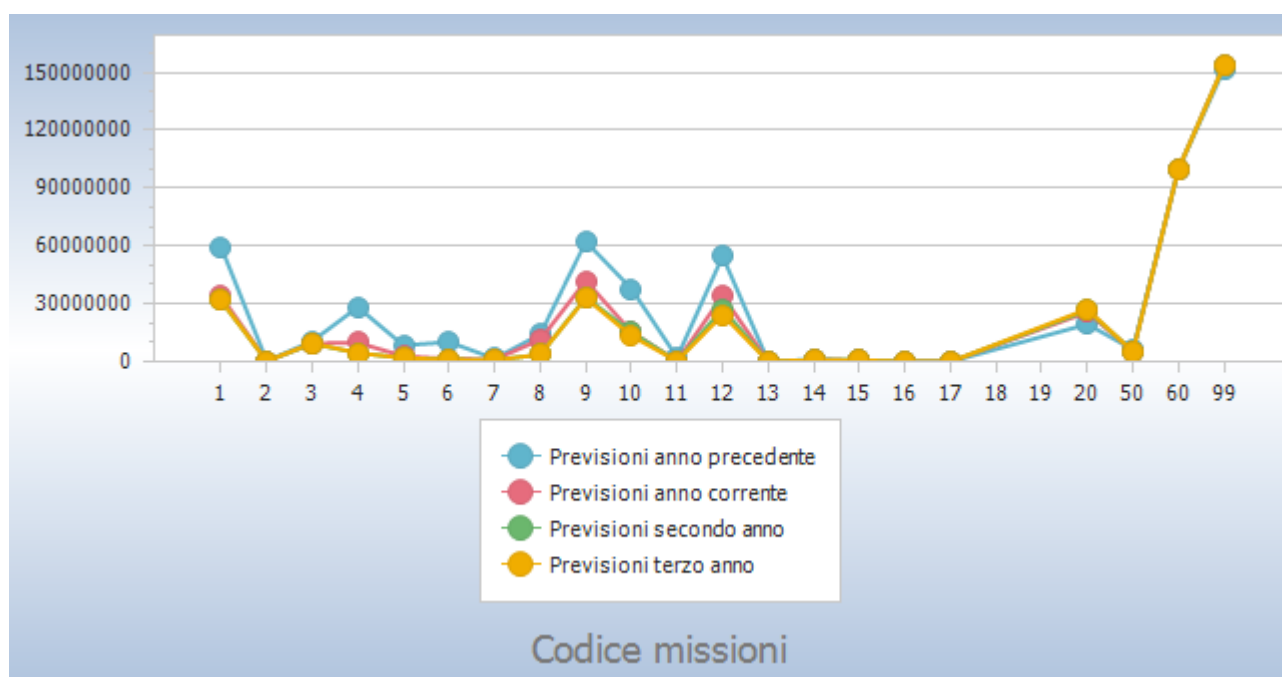 150000000
120000000
90000000
60000000
30000000
0
1 2 3 4 5 6 7 8 9 10 11 12 13 14 15 16 17 18 19 20 50 60 99
Previsioni anno precedente
Previsioni anno corrente
Previsioni secondo anno
Previsioni terzo anno
Codice missioni